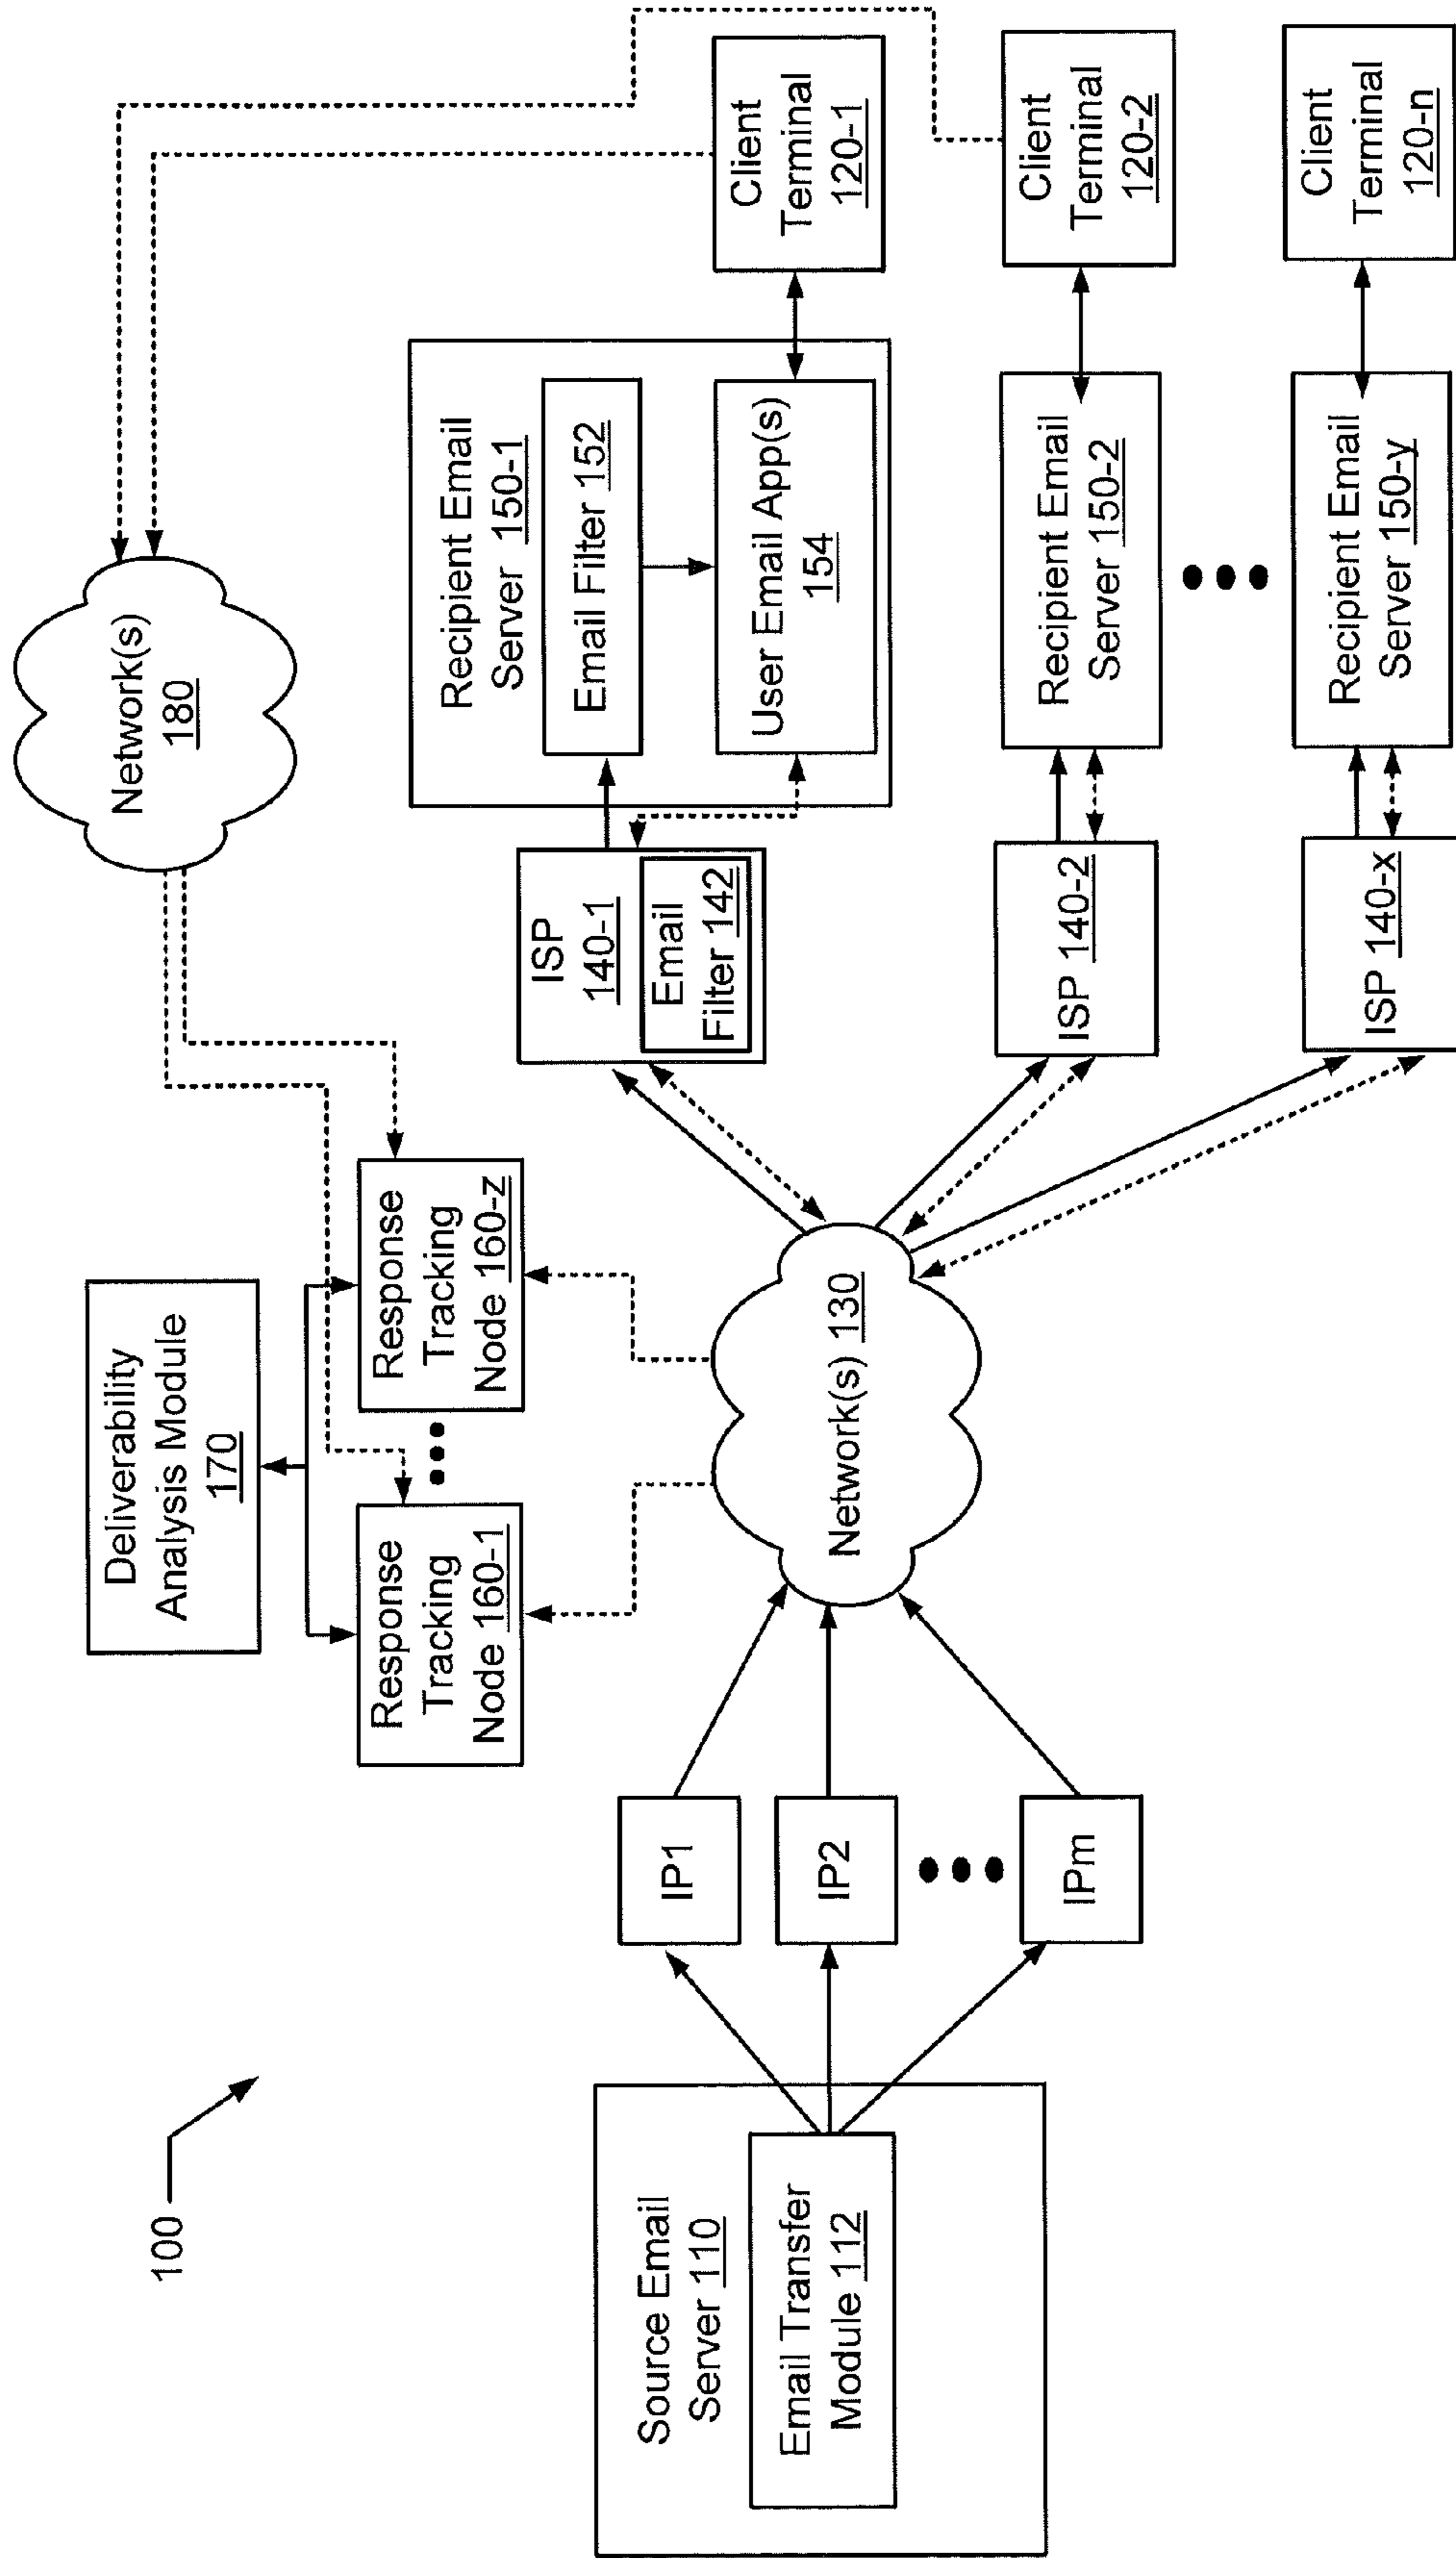 100
Deliverability
Analysis Module
170
Network(s)
180
Response
Tracking
Node 160-1
Response
Tracking
Node 160-z
Source Email
Server 110
Email Transfer
Module 112
IP1
IP2
IPm
Network(s) 130
ISP
140-1
Email
Filter 142
Recipient Email
Server 150-1
Email Filter 152
User Email App(s)
154
Client
Terminal
120-1
ISP 140-2
Recipient Email
Server 150-2
Client
Terminal
120-2
ISP 140-x
Recipient Email
Server 150-y
Client
Terminal
120-n